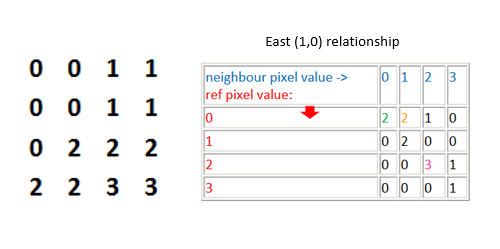 East (1,0) relationship
0 0 1 1
0 0 1 1
0 2 2 2
2 2 3 3
neighbour pixel value -> 0 1 2 3
ref pixel value:
0 2 2 1 0
1 0 2 0 0
2 0 0 3 1
3 0 0 0 1